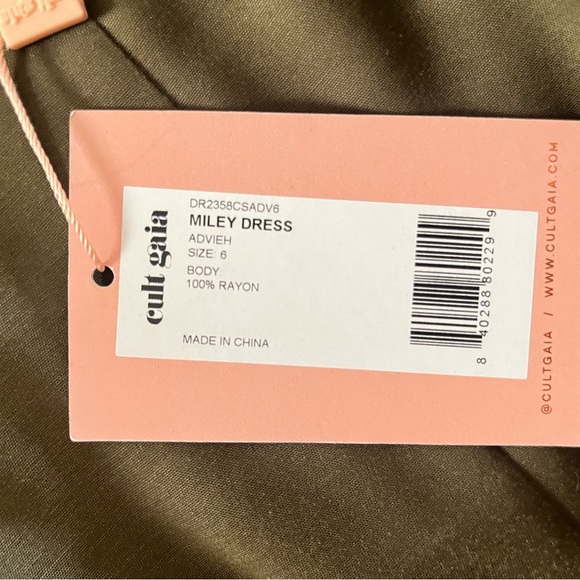 cult gaia
DR2358CSADV6
MILEY DRESS
ADVIEH
SIZE: 6
BODY:
100% RAYON
MADE IN CHINA
8 40288 80229 9
@CULTGAIA / WWW.CULTGAIA.COM